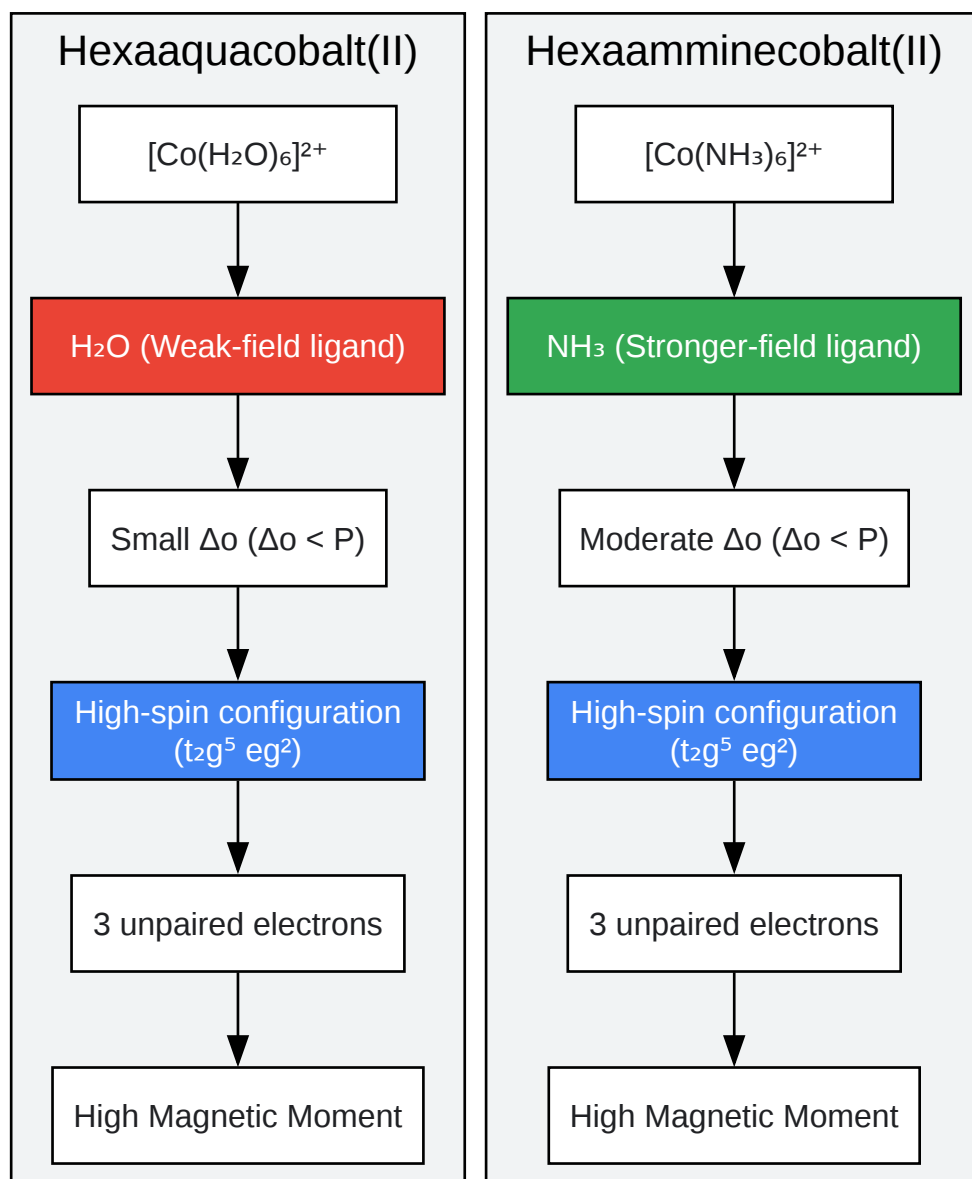 Hexaaquacobalt(II)
[Co(H₂O)₆]²⁺
H₂O (Weak-field ligand)
Small Δo (Δo < P)
High-spin configuration
(t₂g⁵ eg²)
3 unpaired electrons
High Magnetic Moment
Hexaamminecobalt(II)
[Co(NH₃)₆]²⁺
NH₃ (Stronger-field ligand)
Moderate Δo (Δo < P)
High-spin configuration
(t₂g⁵ eg²)
3 unpaired electrons
High Magnetic Moment